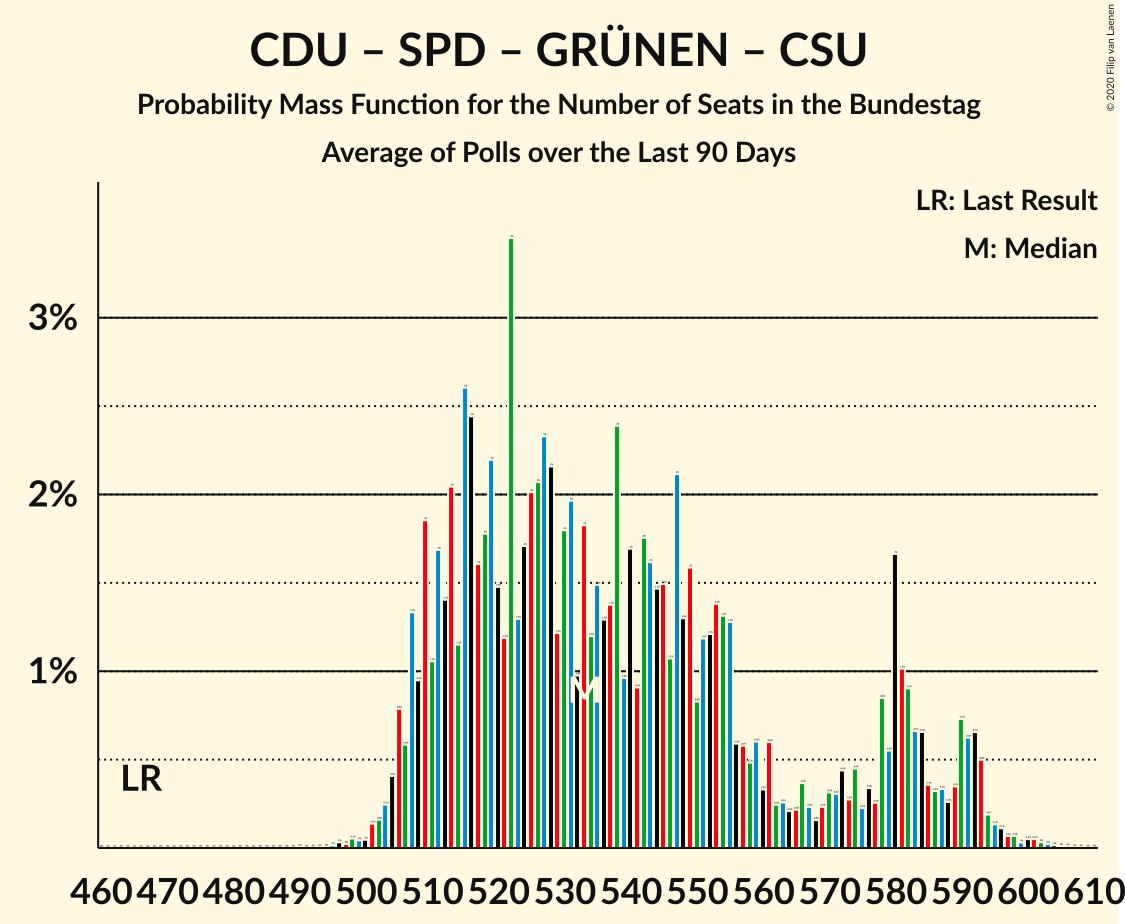 CDU – SPD – GRÜNEN – CSU
Probability Mass Function for the Number of Seats in the Bundestag
Average of Polls over the Last 90 Days
© 2020 Filip van Laenen
LR: Last Result
M: Median
3%
2%
1%
LR
M
460 470 480 490 500 510 520 530 540 550 560 570 580 590 600 610